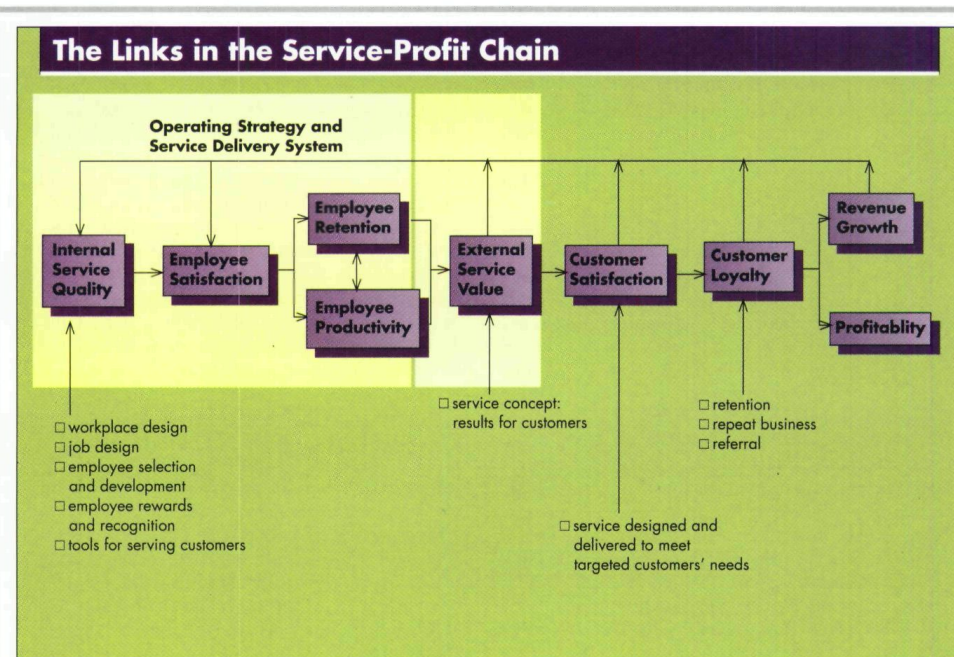 The Links in the Service-Profit Chain
Operating Strategy and
Service Delivery System
Internal
Service
Quality
Employee
Satisfaction
Employee
Retention
Employee
Productivity
External
Service
Value
Customer
Satisfaction
Customer
Loyalty
Revenue
Growth
Profitablity
□ workplace design
□ job design
□ employee selection
and development
□ employee rewards
and recognition
□ tools for serving customers
□ service concept:
results for customers
□ service designed and
delivered to meet
targeted customers' needs
□ retention
□ repeat business
□ referral